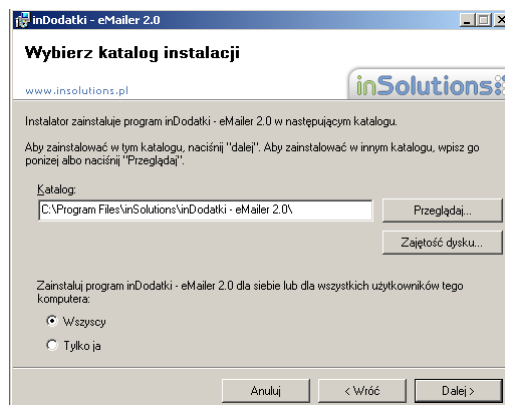 inDodatki - eMailer 2.0
Wybierz katalog instalacji
www.insolutions.pl
inSolutions
Instalator zainstaluje program inDodatki - eMailer 2.0 w następującym katalogu.
Aby zainstalować w tym katalogu, naciśnij "dalej". Aby zainstalować w innym katalogu, wpisz go
ponizej albo naciśnij "Przeglądaj".
Katalog:
C:\Program Files\inSolutions\inDodatki - eMailer 2.0\
Przeglądaj...
Zajętość dysku...
Zainstaluj program inDodatki - eMailer 2.0 dla siebie lub dla wszystkich użytkowników tego
komputera:
Wszyscy
Tylko ja
Anuluj
< Wróć
Dalej >